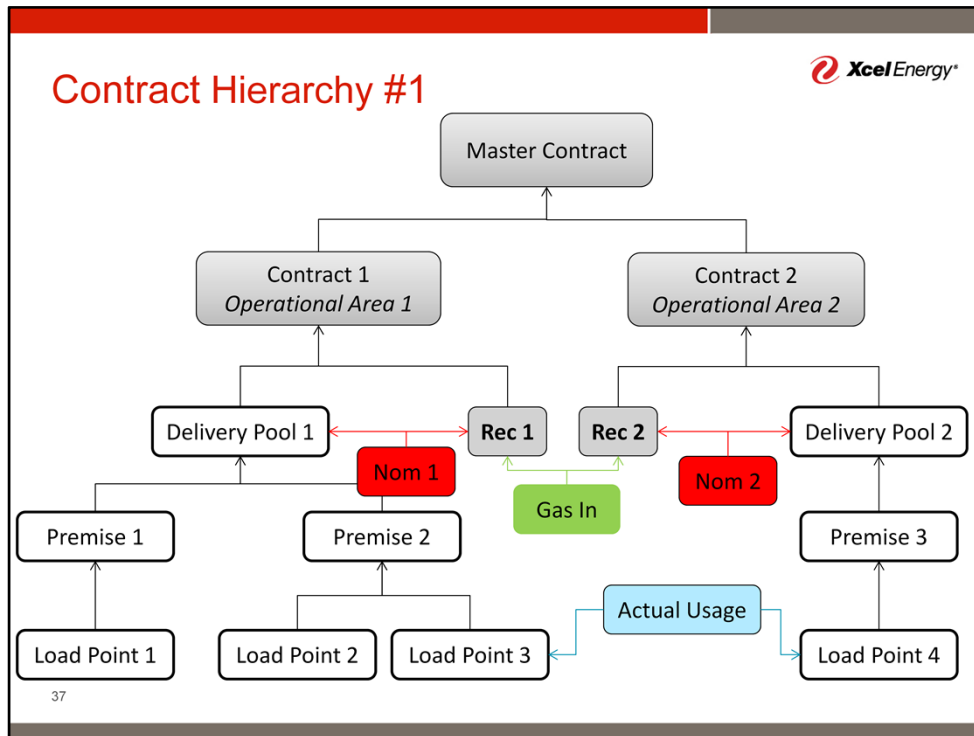 Contract Hierarchy #1
Xcel Energy®
Master Contract
Contract 1
Operational Area 1
Contract 2
Operational Area 2
Delivery Pool 1
Rec 1
Rec 2
Delivery Pool 2
Nom 1
Nom 2
Gas In
Premise 1
Premise 2
Premise 3
Actual Usage
Load Point 1
Load Point 2
Load Point 3
Load Point 4
37